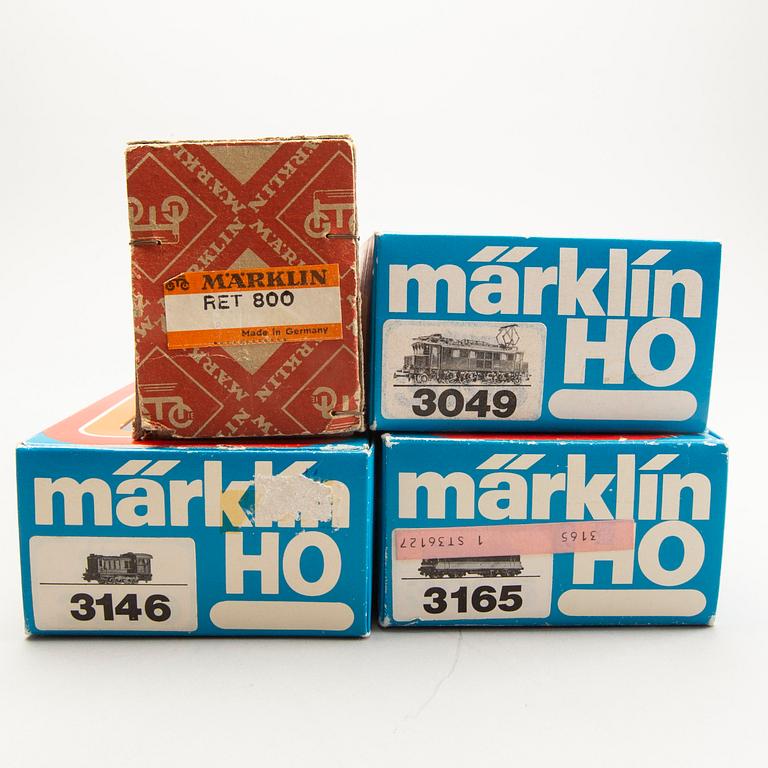 MÄRKLIN
RET 800
Made in Germany
märklin
HO
3049
märklin
HO
3146
märklin
3165 1 ST36127
HO
3165